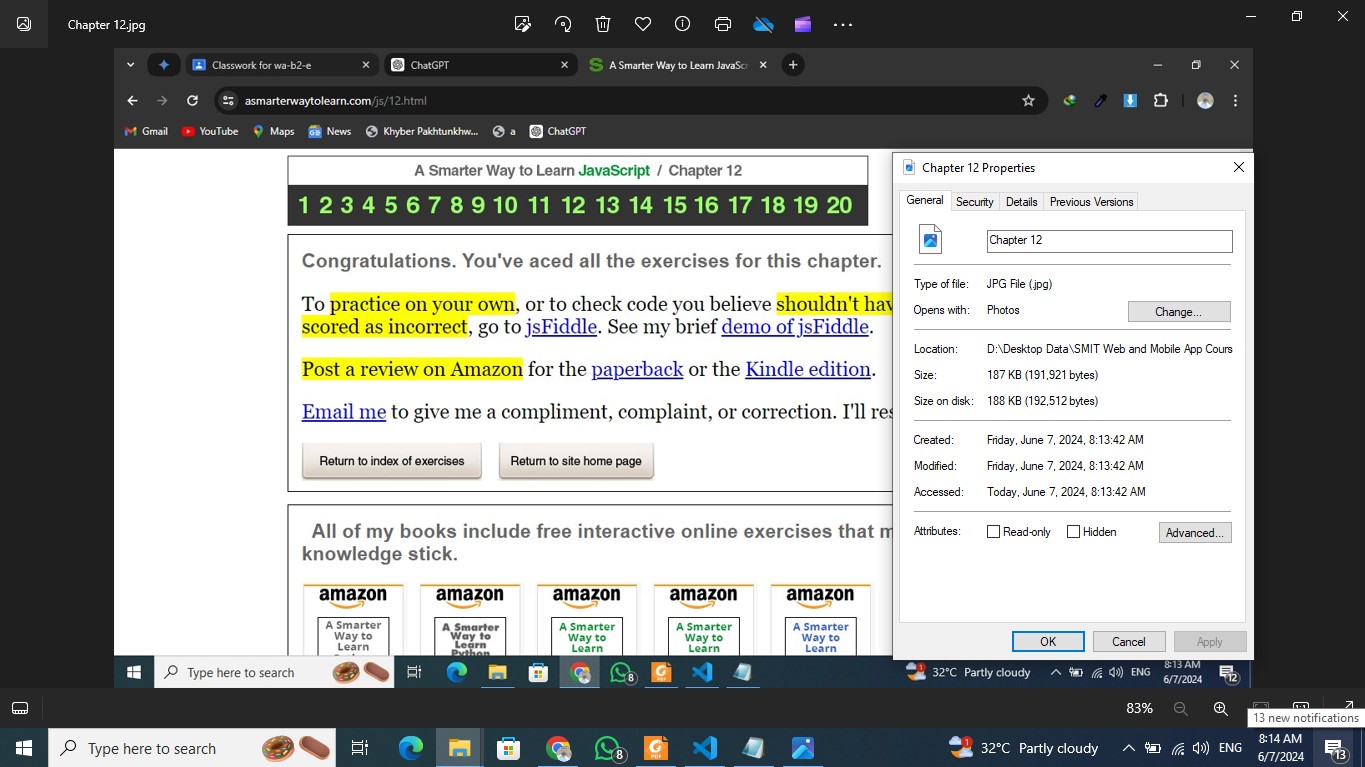 Chapter 12.jpg
Classwork for wa-b2-e
ChatGPT
A Smarter Way to Learn JavaSc
asmarterwaytolearn.com/js/12.html
Gmail YouTube Maps News Khyber Pakhtunkhw... a ChatGPT
A Smarter Way to Learn JavaScript / Chapter 12
1 2 3 4 5 6 7 8 9 10 11 12 13 14 15 16 17 18 19 20
Congratulations. You've aced all the exercises for this chapter.
To practice on your own, or to check code you believe shouldn't hav
scored as incorrect, go to jsFiddle. See my brief demo of jsFiddle.
Post a review on Amazon for the paperback or the Kindle edition.
Email me to give me a compliment, complaint, or correction. I'll res
Return to index of exercises
Return to site home page
All of my books include free interactive online exercises that m
knowledge stick.
amazon amazon amazon amazon amazon
A Smarter
Way to
Learn
A Smarter
Way to
Learn
A Smarter
Way to
Learn
A Smarter
Way to
Learn
A Smarter
Way to
Learn
Chapter 12 Properties
General Security Details Previous Versions
Chapter 12
Type of file: JPG File (.jpg)
Opens with: Photos Change...
Location: D:\Desktop Data\SMIT Web and Mobile App Cours
Size: 187 KB (191,921 bytes)
Size on disk: 188 KB (192,512 bytes)
Created: Friday, June 7, 2024, 8:13:42 AM
Modified: Friday, June 7, 2024, 8:13:42 AM
Accessed: Today, June 7, 2024, 8:13:42 AM
Attributes: Read-only Hidden Advanced...
OK Cancel Apply
Type here to search
8
1
32°C Partly cloudy
ENG
8:13 AM
6/7/2024
12
83%
13 new notifications
Type here to search
8
1
32°C Partly cloudy
ENG
8:14 AM
6/7/2024
13